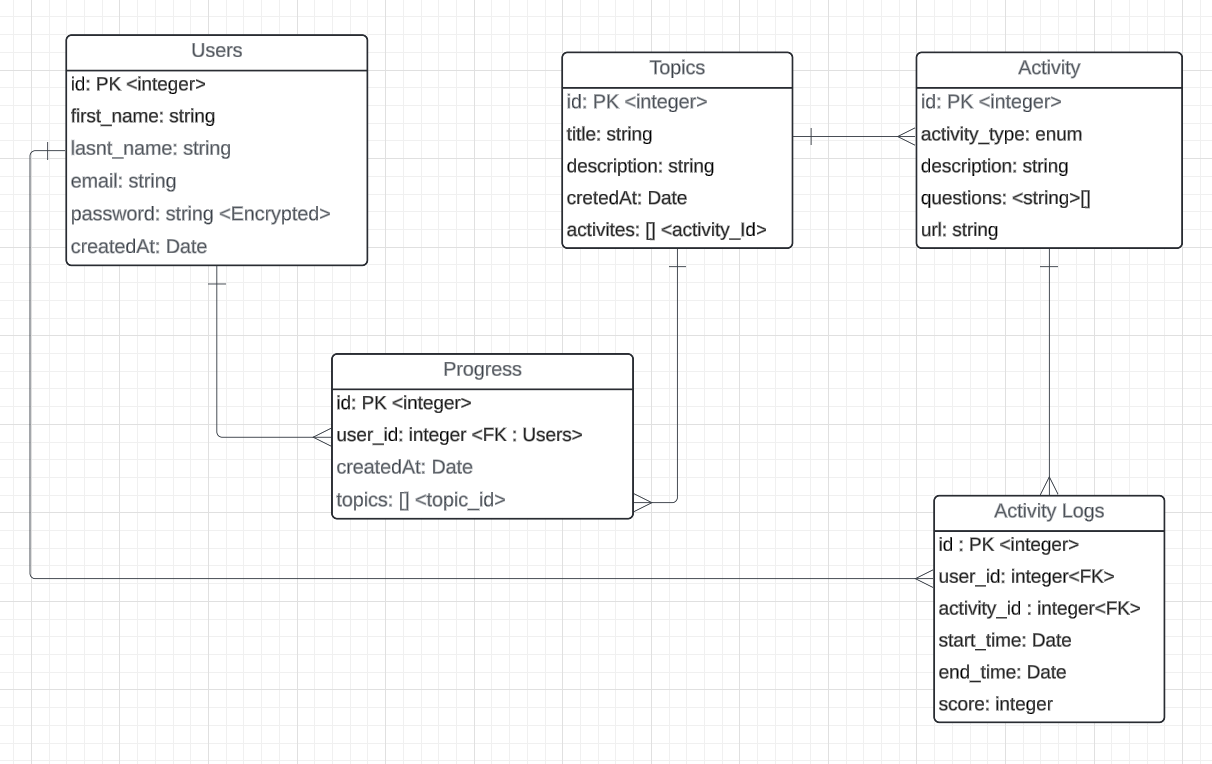 Users
id: PK <integer>
first_name: string
lasnt_name: string
email: string
password: string <Encrypted>
createdAt: Date
Topics
id: PK <integer>
title: string
description: string
cretedAt: Date
activites: [] <activity_Id>
Activity
id: PK <integer>
activity_type: enum
description: string
questions: <string>[]
url: string
Progress
id: PK <integer>
user_id: integer <FK : Users>
createdAt: Date
topics: [] <topic_id>
Activity Logs
id : PK <integer>
user_id: integer<FK>
activity_id : integer<FK>
start_time: Date
end_time: Date
score: integer